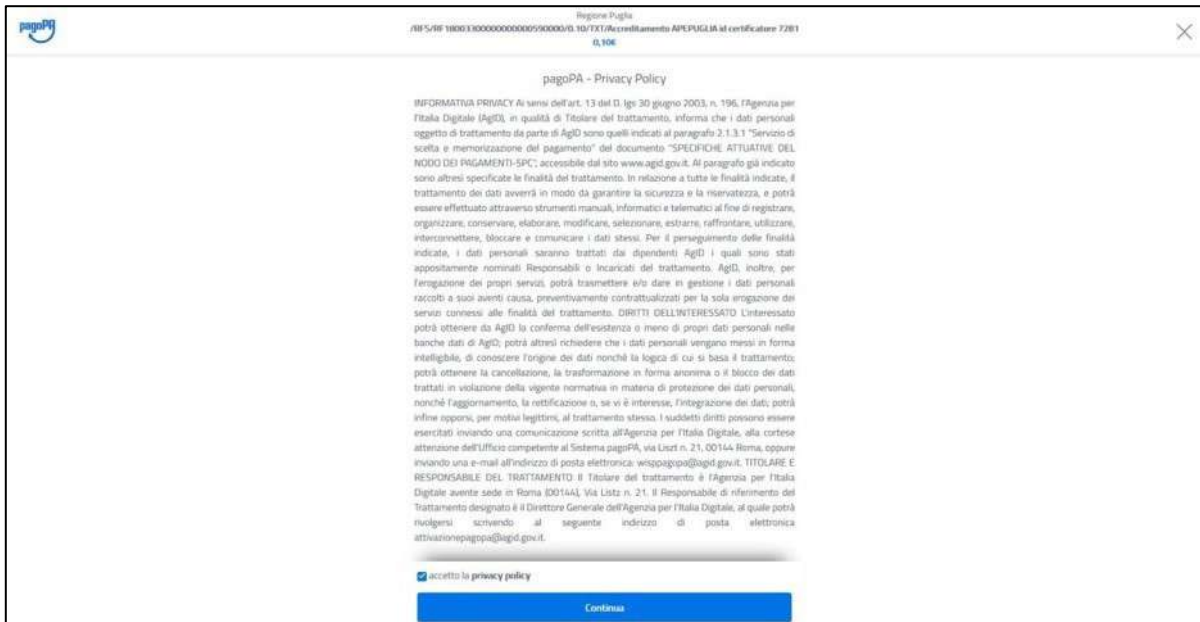 pagoPA
Regione Puglia
/RFS/RF18003300000000000590000/0.10/TXT/Accreditamento APEPUGLIA id certificatore 7281
0,10€
pagoPA - Privacy Policy
INFORMATIVA PRIVACY Ai sensi dell'art. 13 del D. lgs 30 giugno 2003, n. 196, l'Agenzia per
l'Italia Digitale (AgID), in qualità di Titolare del trattamento, informa che i dati personali
oggetto di trattamento da parte di AgID sono quelli indicati al paragrafo 2.1.3.1 "Servizio di
scelta e memorizzazione del pagamento" del documento "SPECIFICHE ATTUATIVE DEL
NODO DEI PAGAMENTI-SPC"; accessibile dal sito www.agid.gov.it. Al paragrafo già indicato
sono altresì specificate le finalità del trattamento. In relazione a tutte le finalità indicate, il
trattamento dei dati avverrà in modo da garantire la sicurezza e la riservatezza, e potrà
essere effettuato attraverso strumenti manuali, informatici e telematici al fine di registrare,
organizzare, conservare, elaborare, modificare, selezionare, estrarre, raffrontare, utilizzare,
interconnettere, bloccare e comunicare i dati stessi. Per il perseguimento delle finalità
indicate, i dati personali saranno trattati dai dipendenti AgID i quali sono stati
appositamente nominati Responsabili o Incaricati del trattamento. AgID, inoltre, per
l'erogazione dei propri servizi, potrà trasmettere e/o dare in gestione i dati personali
raccolti a suoi aventi causa, preventivamente contrattualizzati per la sola erogazione dei
servizi connessi alle finalità del trattamento. DIRITTI DELL'INTERESSATO L'interessato
potrà ottenere da AgID la conferma dell'esistenza o meno di propri dati personali nelle
banche dati di AgID; potrà altresì richiedere che i dati personali vengano messi in forma
intelligibile, di conoscere l'origine dei dati nonché la logica di cui si basa il trattamento;
potrà ottenere la cancellazione, la trasformazione in forma anonima o il blocco dei dati
trattati in violazione della vigente normativa in materia di protezione dei dati personali,
nonché l'aggiornamento, la rettificazione o, se vi è interesse, l'integrazione dei dati; potrà
infine opporsi, per motivi legittimi, al trattamento stesso. I suddetti diritti possono essere
esercitati inviando una comunicazione scritta all'Agenzia per l'Italia Digitale, alla cortese
attenzione dell'Ufficio competente al Sistema pagoPA, via Liszt n. 21, 00144 Roma, oppure
inviando una e-mail all'indirizzo di posta elettronica: wisppagopa@agid.gov.it. TITOLARE E
RESPONSABILE DEL TRATTAMENTO Il Titolare del trattamento è l'Agenzia per l'Italia
Digitale avente sede in Roma (00144), Via Listz n. 21. Il Responsabile di riferimento del
Trattamento designato è il Direttore Generale dell'Agenzia per l'Italia Digitale, al quale potrà
rivolgersi scrivendo al seguente indirizzo di posta elettronica
attivazionepagopa@agid.gov.it.
accetto la privacy policy
Continua